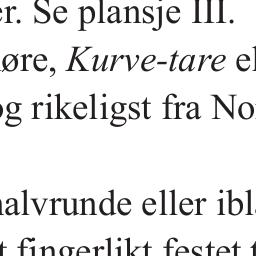 er. Se plansje III.
øre, Kurve-tare el
og rikeligst fra No
halvrunde eller ibl
t fingerlikt festet t